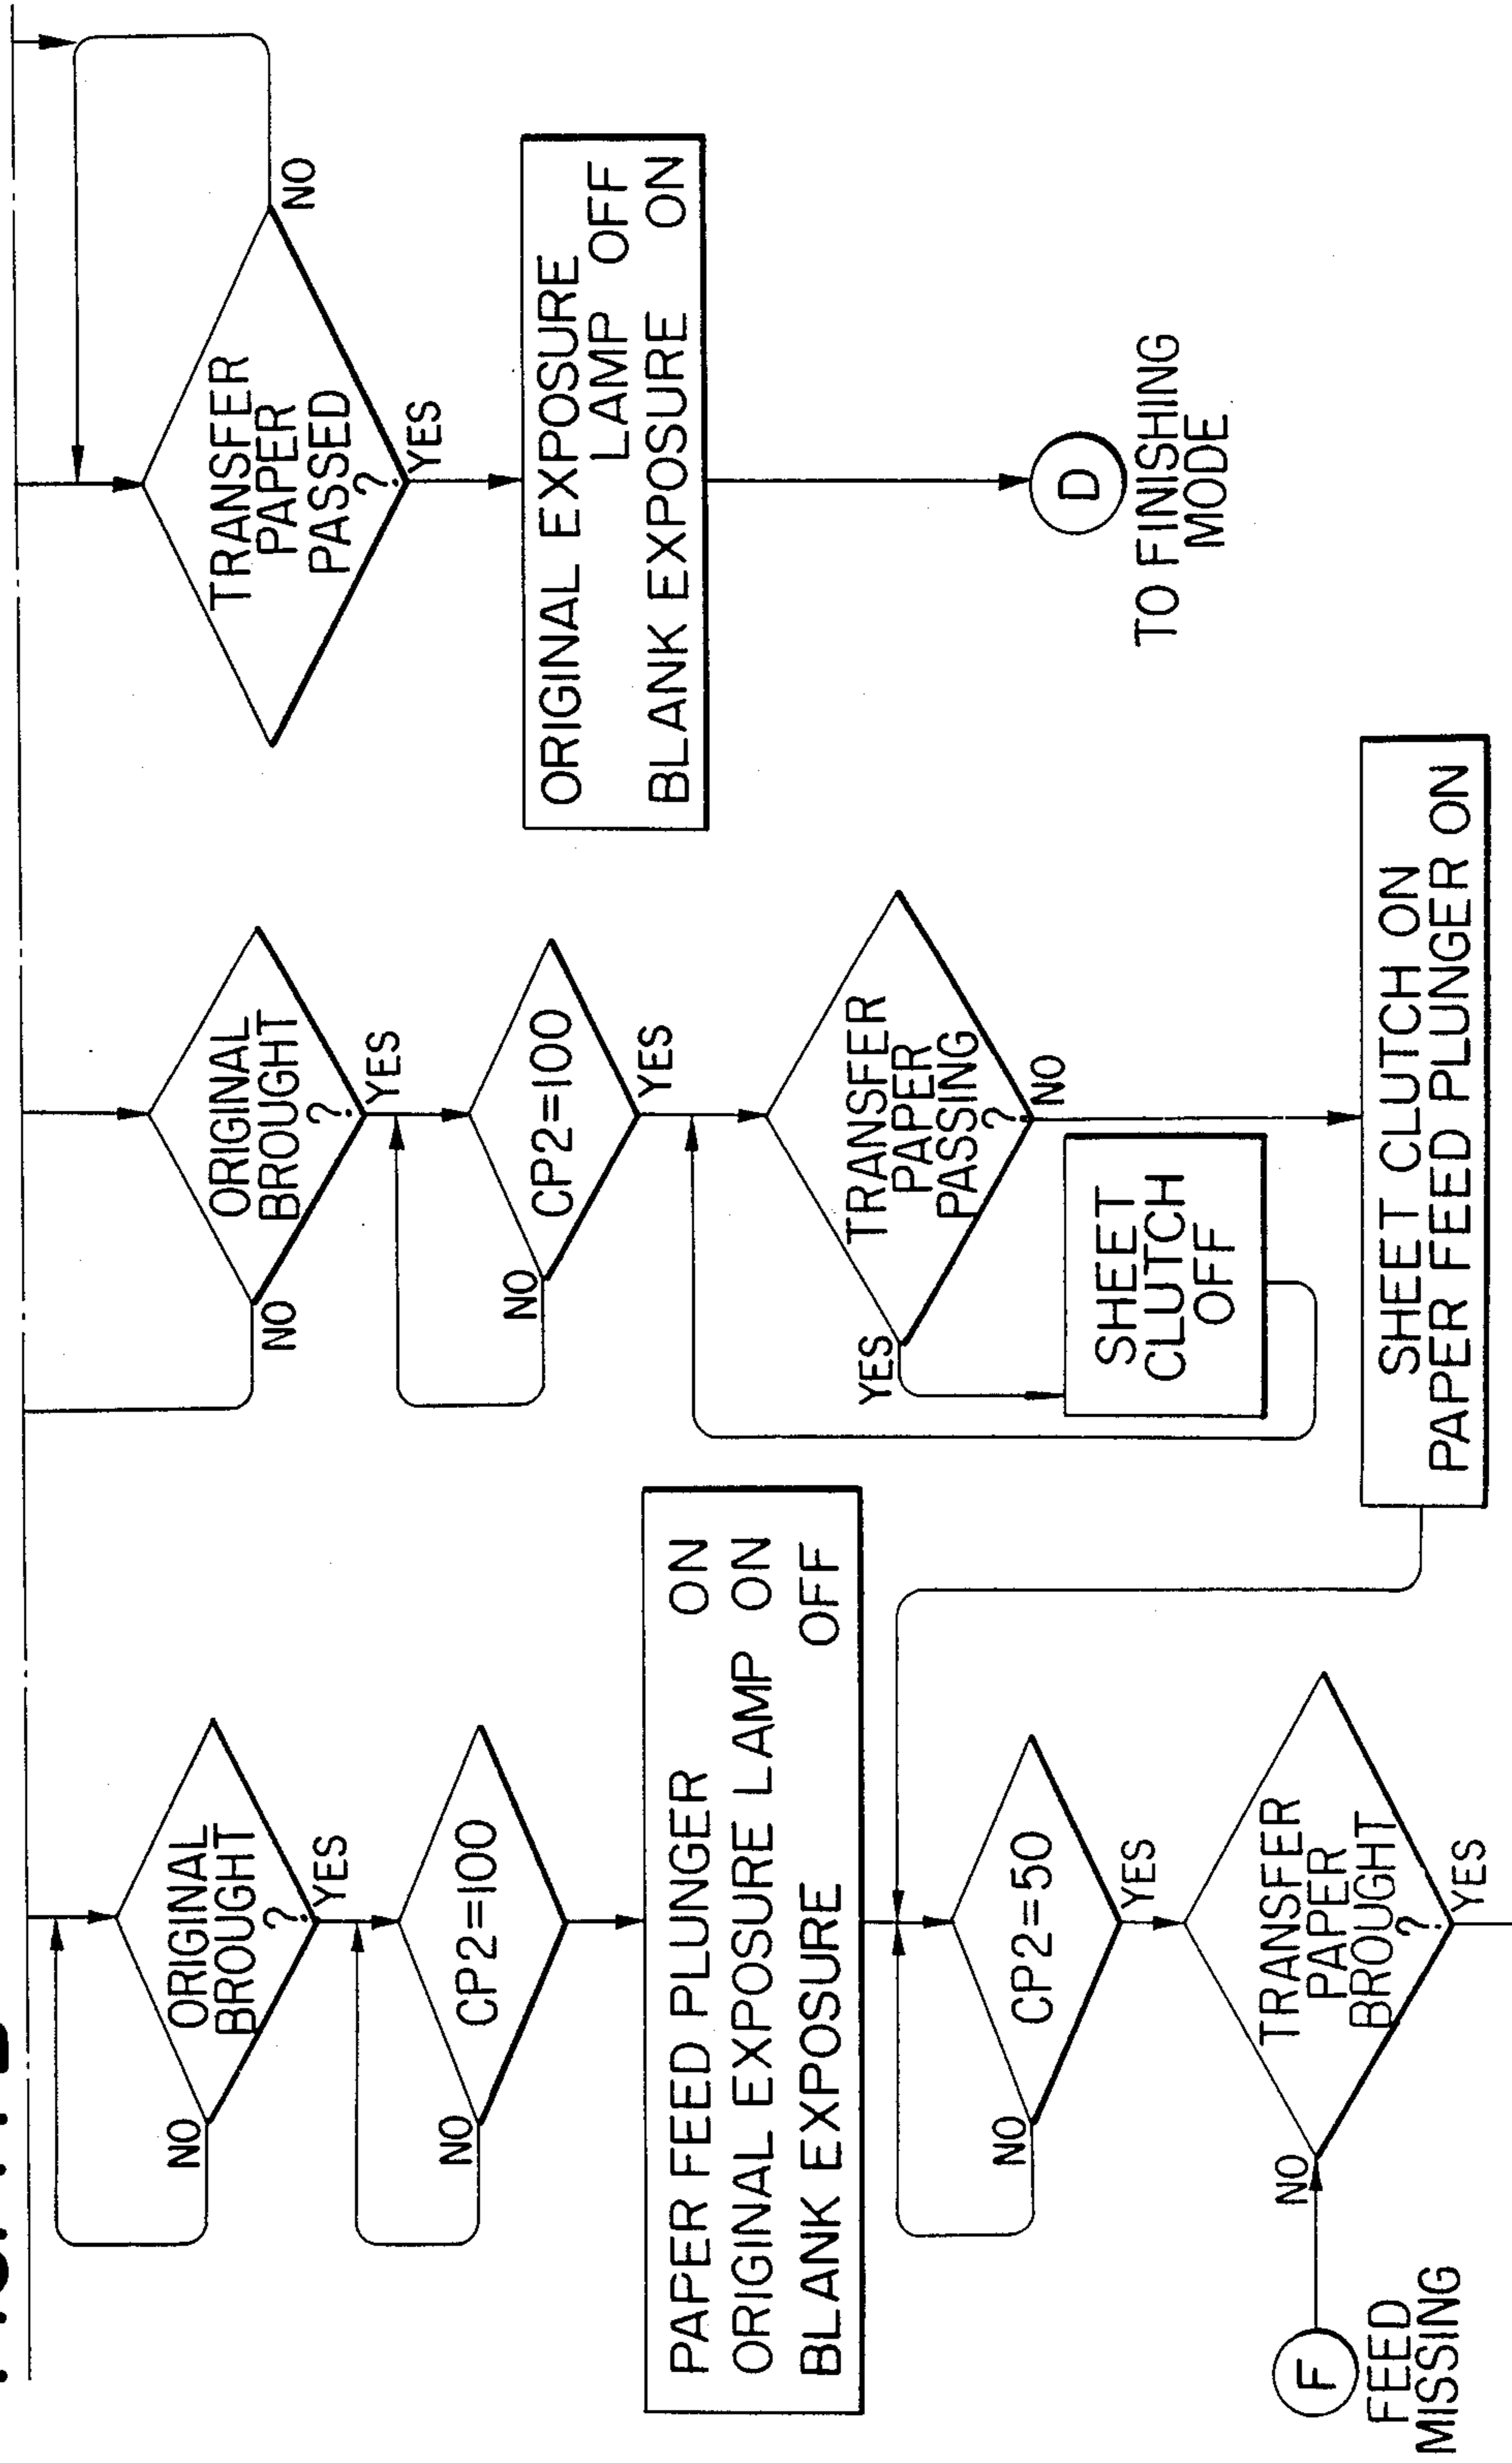 ORIGINAL
BROUGHT
?
NO
YES
CP2=100
NO
PAPER FEED PLUNGER ON
ORIGINAL EXPOSURE LAMP ON
BLANK EXPOSURE OFF
CP2=50
NO
YES
TRANSFER
PAPER
BROUGHT
?
NO
YES
F
FEED
MISSING
ORIGINAL
BROUGHT
?
NO
YES
CP2=100
NO
YES
TRANSFER
PAPER
PASSING
?
YES
NO
SHEET
CLUTCH
OFF
SHEET CLUTCH ON
PAPER FEED PLUNGER ON
TRANSFER
PAPER
PASSED
?
NO
YES
ORIGINAL EXPOSURE
LAMP OFF
BLANK EXPOSURE ON
D
TO FINISHING
MODE